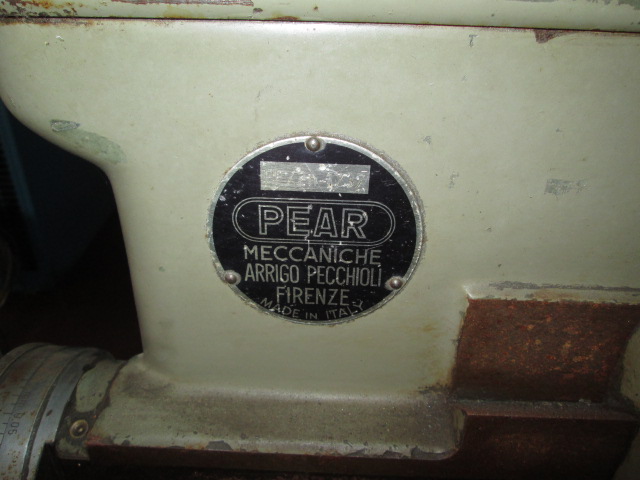 PEAR
MECCANICHE
ARRIGO PECCHIOLI
FIRENZE
MADE IN ITALY